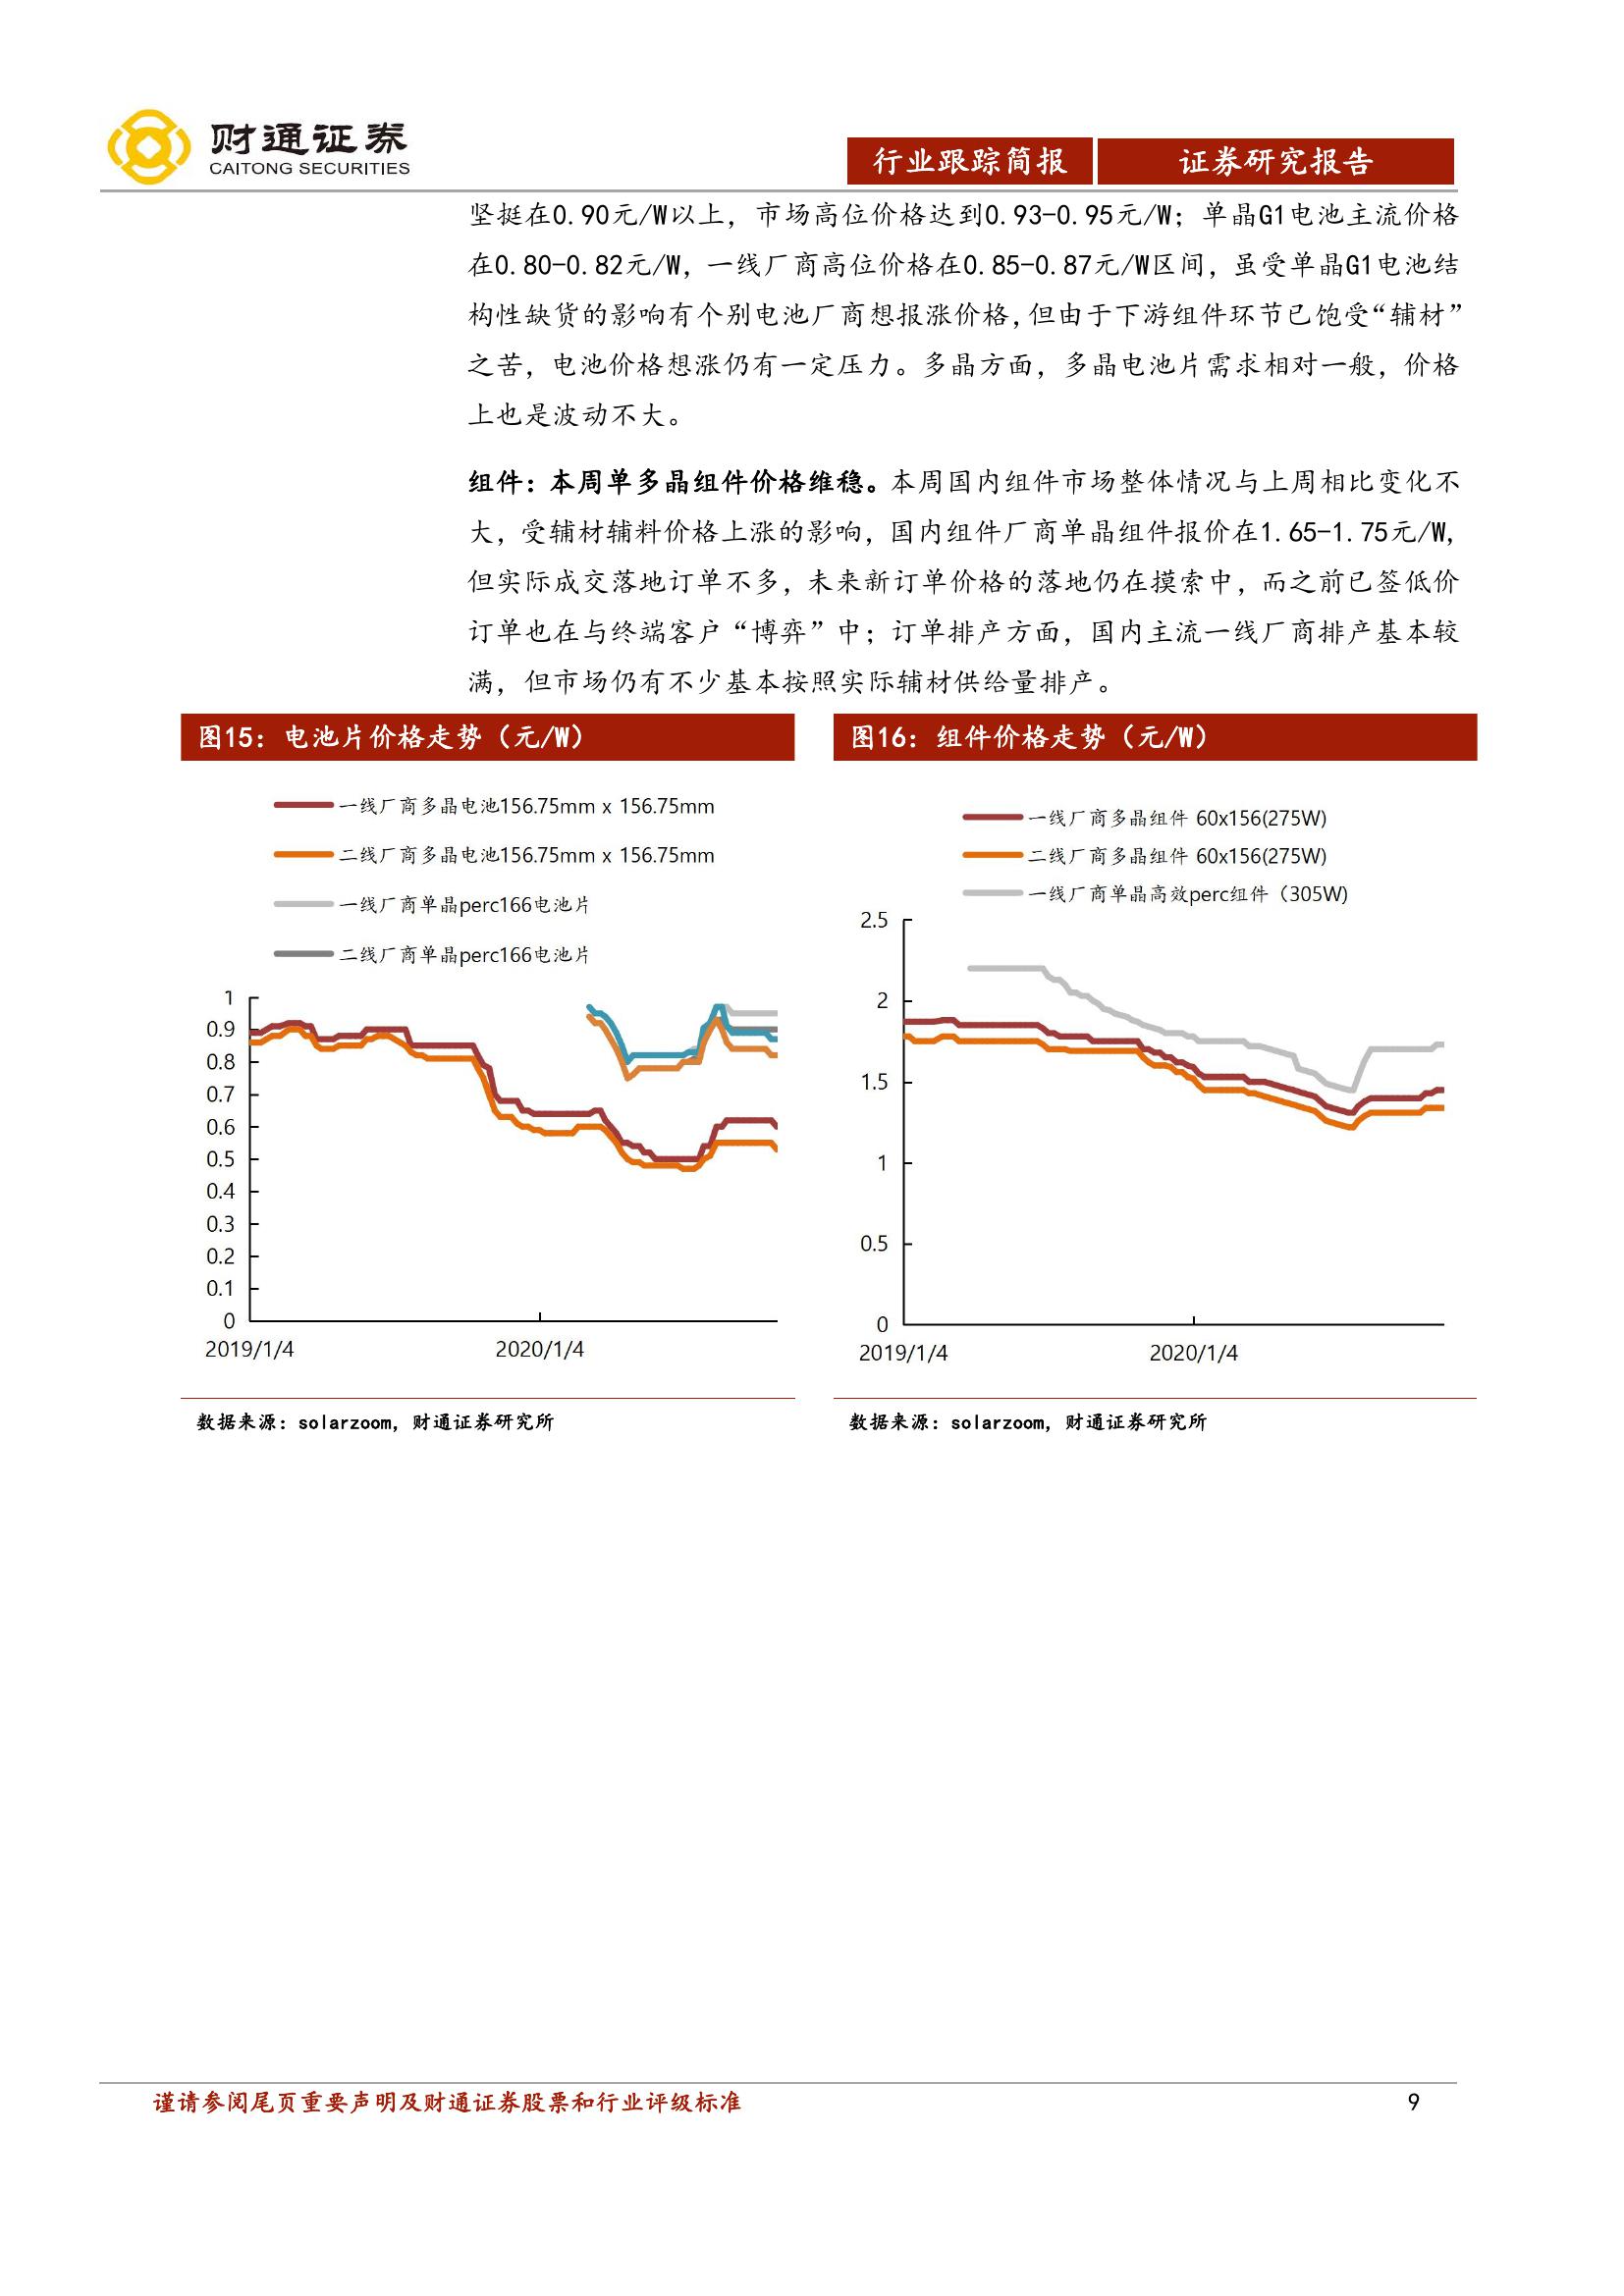 财通证券
CAITONG SECURITIES
行业跟踪简报 证券研究报告
坚挺在0.90元/W以上，市场高位价格达到0.93-0.95元/W；单晶G1电池主流价格
在0.80-0.82元/W，一线厂商高位价格在0.85-0.87元/W区间，虽受单晶G1电池结
构性缺货的影响有个别电池厂商想报涨价格，但由于下游组件环节已饱受“辅材”
之苦，电池价格想涨仍有一定压力。多晶方面，多晶电池片需求相对一般，价格
上也是波动不大。
组件：本周单多晶组件价格维稳。本周国内组件市场整体情况与上周相比变化不
大，受辅材辅料价格上涨的影响，国内组件厂商单晶组件报价在1.65-1.75元/W，
但实际成交落地订单不多，未来新订单价格的落地仍在摸索中，而之前已签低价
订单也在与终端客户“博弈”中；订单排产方面，国内主流一线厂商排产基本较
满，但市场仍有不少基本按照实际辅材供给量排产。
图15：电池片价格走势（元/W）
一线厂商多晶电池156.75mm x 156.75mm
二线厂商多晶电池156.75mm x 156.75mm
一线厂商单晶perc166电池片
二线厂商单晶perc166电池片
1
0.9
0.8
0.7
0.6
0.5
0.4
0.3
0.2
0.1
0
2019/1/4 2020/1/4
数据来源：solarzoom，财通证券研究所
图16：组件价格走势（元/W）
一线厂商多晶组件 60x156(275W)
二线厂商多晶组件 60x156(275W)
一线厂商单晶高效perc组件（305W)
2.5
2
1.5
1
0.5
0
2019/1/4 2020/1/4
数据来源：solarzoom，财通证券研究所
谨请参阅尾页重要声明及财通证券股票和行业评级标准 9